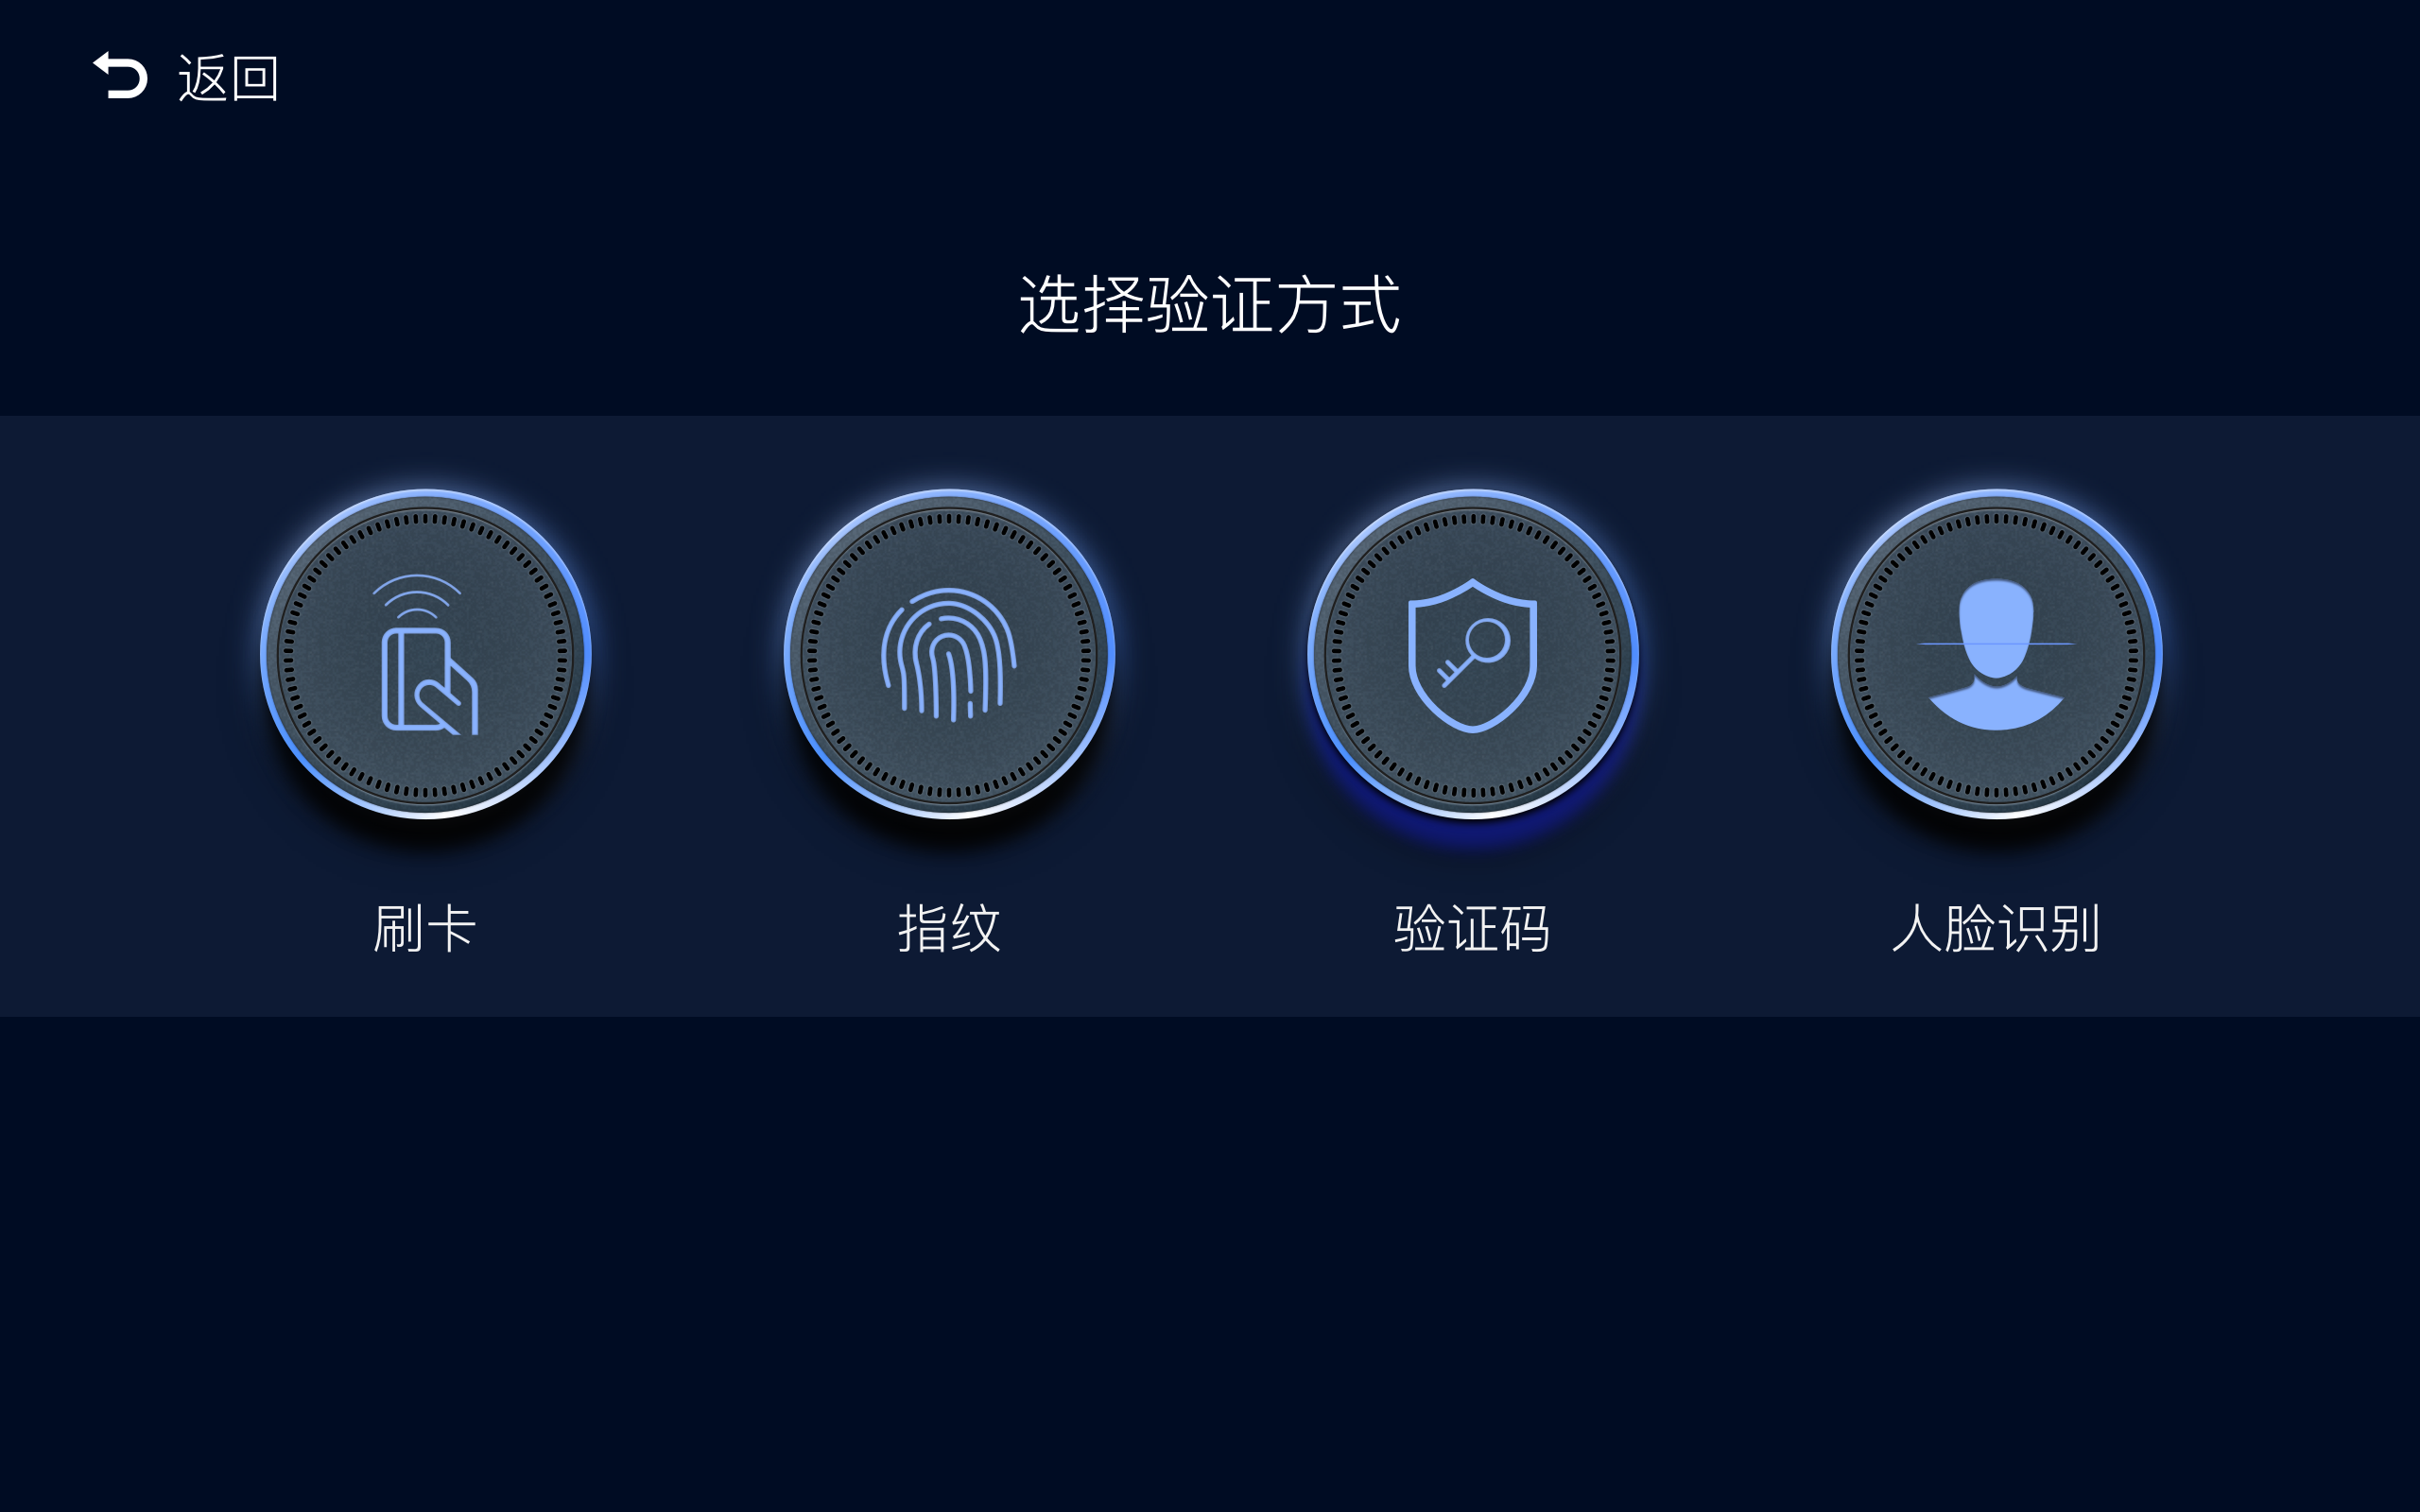 返回
选择验证方式
刷卡
指纹
验证码
人脸识别